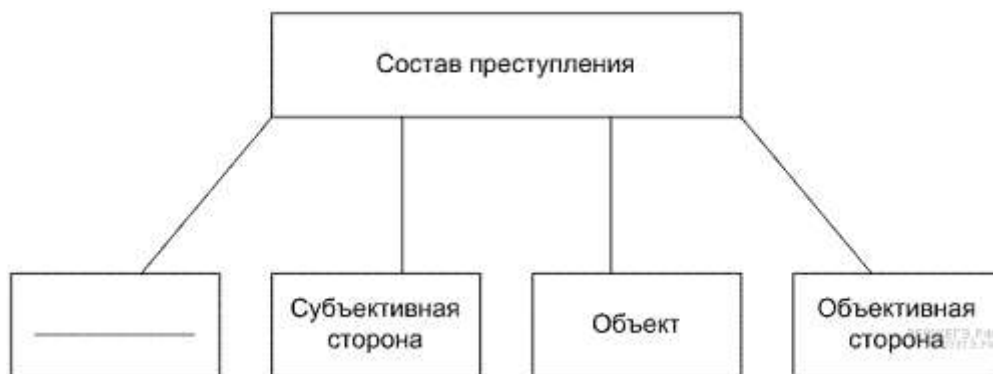 Состав преступления
Субъективная
сторона
Объект
Объективная
сторона